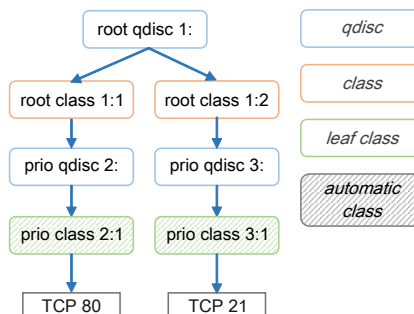 root qdisc 1:
qdisc
root class 1:1
root class 1:2
class
prio qdisc 2:
prio qdisc 3:
leaf class
prio class 2:1
prio class 3:1
automatic
class
TCP 80
TCP 21